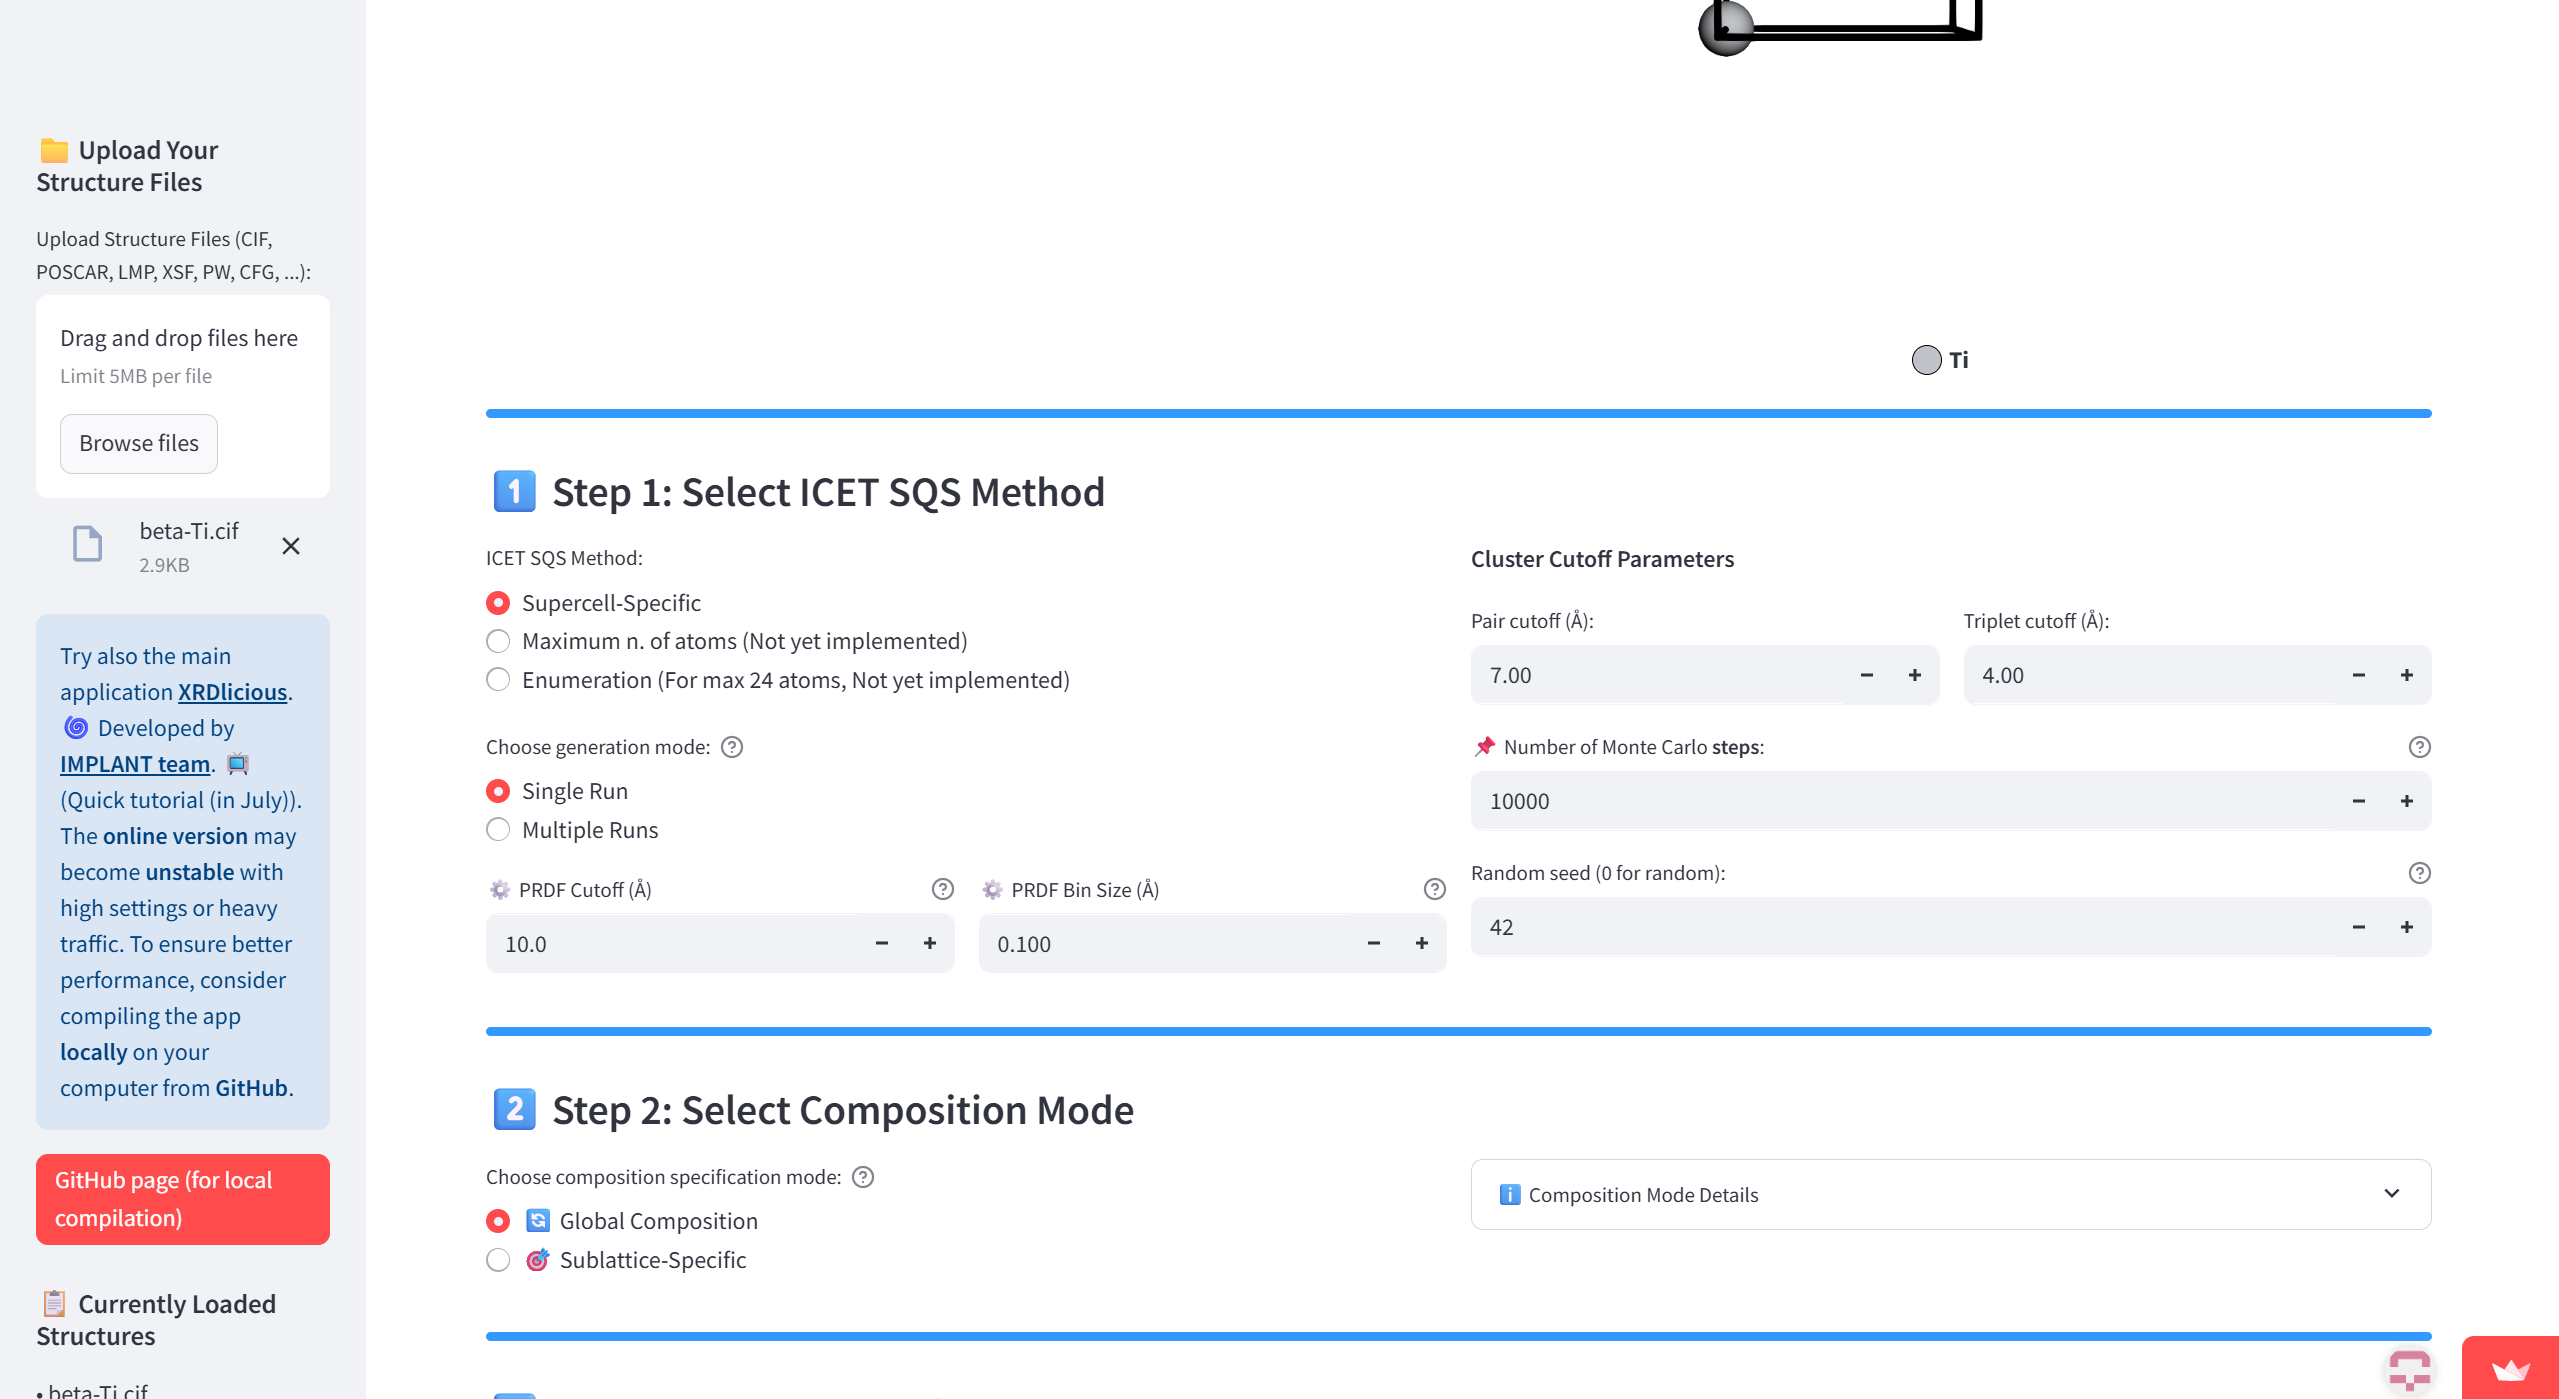 Upload Your
Structure Files
Upload Structure Files (CIF,
POSCAR, LMP, XSF, PW, CFG, ...):
Drag and drop files here
Limit 5MB per file
Browse files
beta-Ti.cif
2.9KB
Try also the main
application XRDlicious.
Developed by
IMPLANT team.
(Quick tutorial (in July)).
The online version may
become unstable with
high settings or heavy
traffic. To ensure better
performance, consider
compiling the app
locally on your
computer from GitHub.
GitHub page (for local
compilation)
Currently Loaded
Structures
• beta-Ti.cif
Ti
1 Step 1: Select ICET SQS Method
ICET SQS Method:
Supercell-Specific
Maximum n. of atoms (Not yet implemented)
Enumeration (For max 24 atoms, Not yet implemented)
Choose generation mode:
Single Run
Multiple Runs
PRDF Cutoff (Å)
10.0
PRDF Bin Size (Å)
0.100
Cluster Cutoff Parameters
Pair cutoff (Å):
7.00
Triplet cutoff (Å):
4.00
Number of Monte Carlo steps:
10000
Random seed (0 for random):
42
2 Step 2: Select Composition Mode
Choose composition specification mode:
Global Composition
Sublattice-Specific
Composition Mode Details